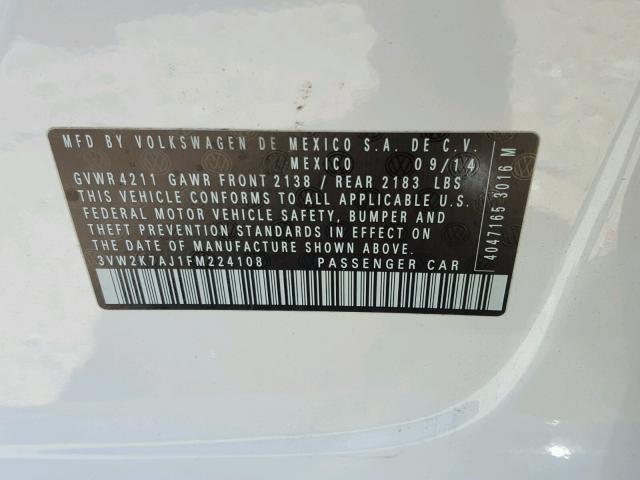 MFD BY VOLKSWAGEN DE MEXICO S.A. DE C.V.
MEXICO 09/14
GVWR 4211 GAWR FRONT 2138 / REAR 2183 LBS
THIS VEHICLE CONFORMS TO ALL APPLICABLE U.S.
FEDERAL MOTOR VEHICLE SAFETY, BUMPER AND
THEFT PREVENTION STANDARDS IN EFFECT ON
THE DATE OF MANUFACTURE SHOWN ABOVE.
3VW2K7AJ1FM224108 PASSENGER CAR
4047165 3016 M